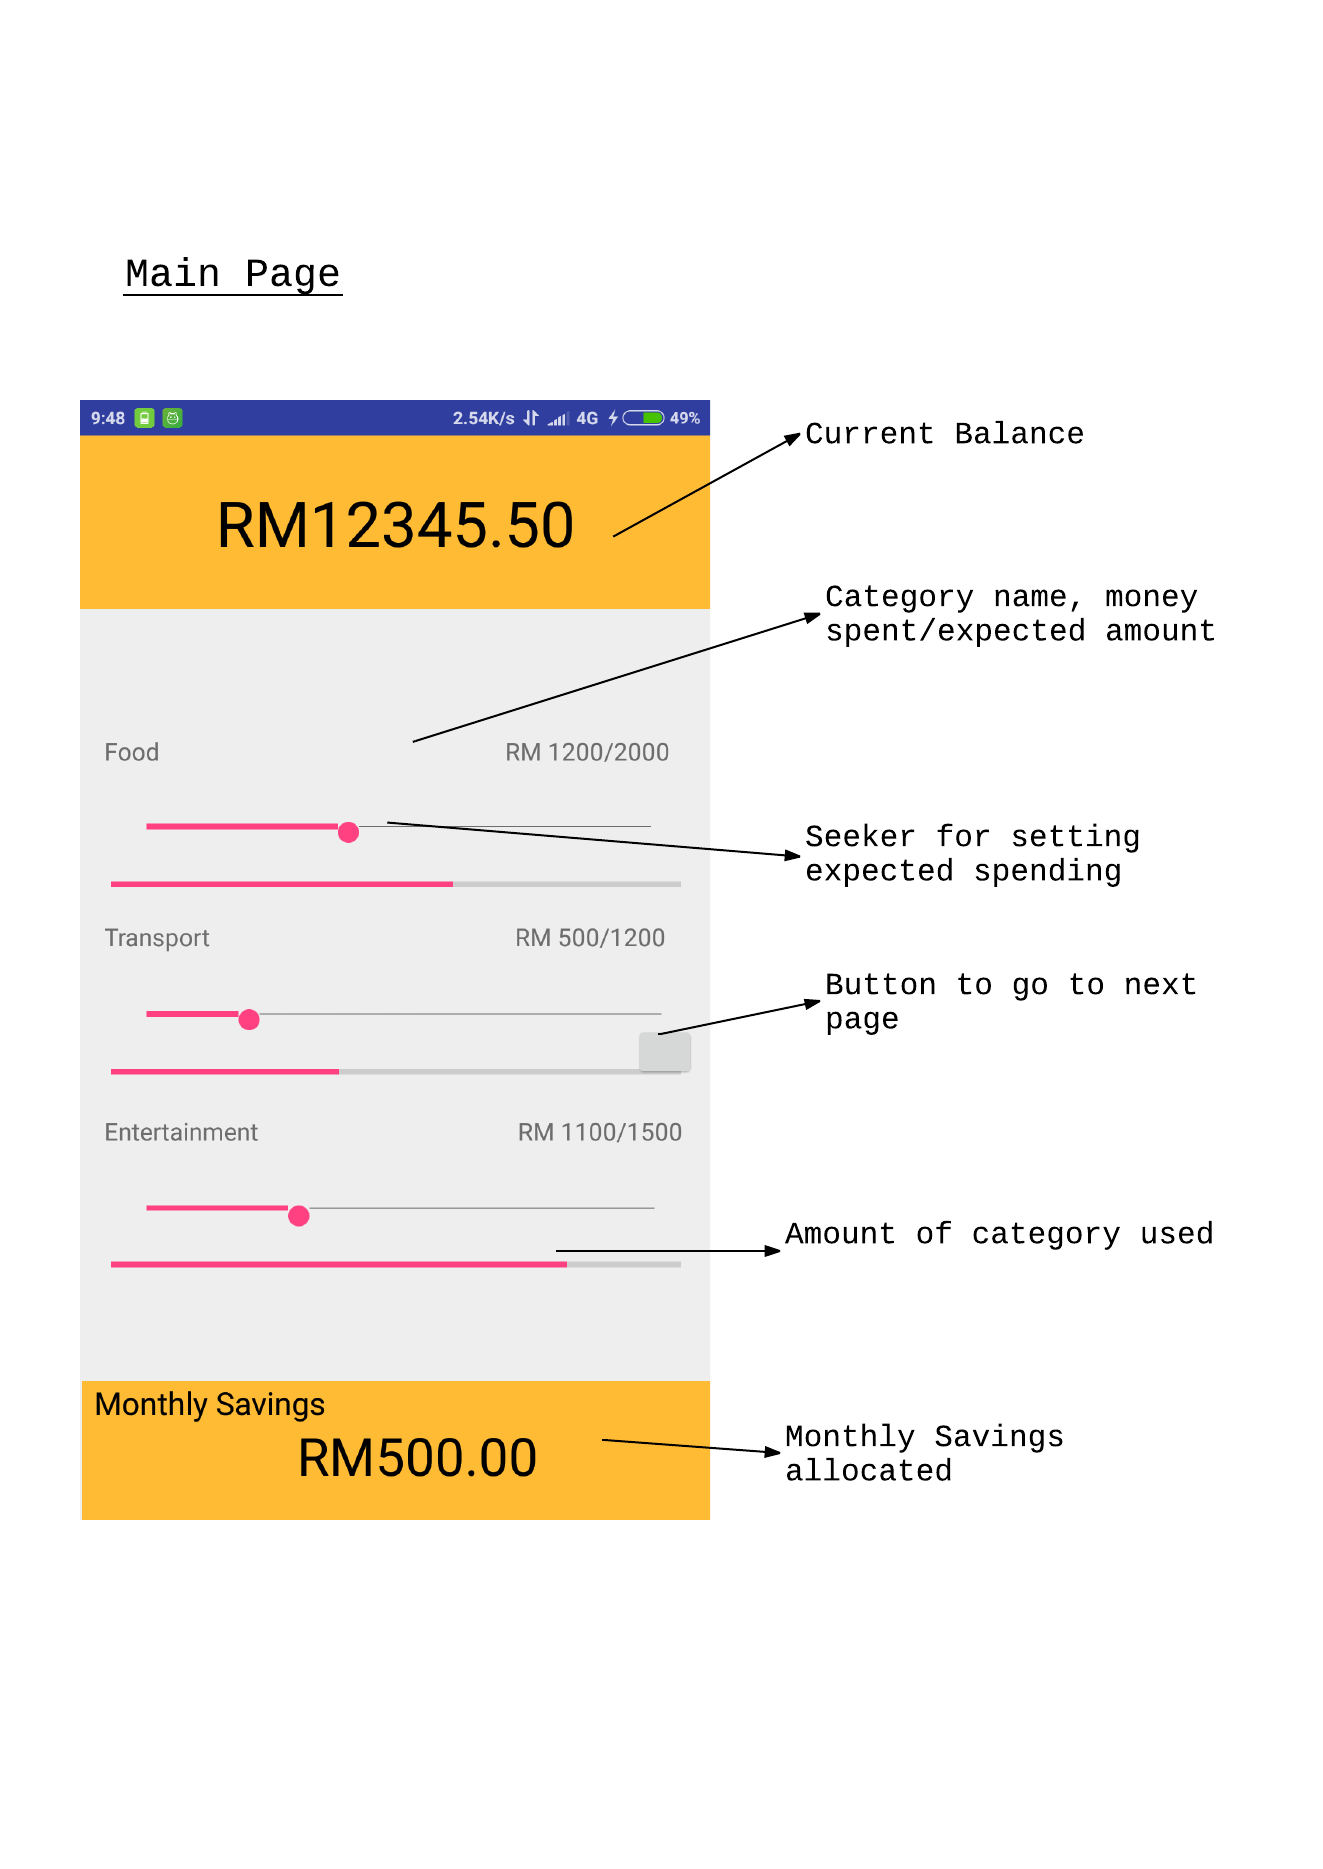 Main Page
9:48 2.54K/s 4G 49%
Current Balance
RM12345.50
Category name, money
spent/expected amount
Food RM 1200/2000
Seeker for setting
expected spending
Transport RM 500/1200
Button to go to next
page
Entertainment RM 1100/1500
Amount of category used
Monthly Savings
RM500.00
Monthly Savings
allocated